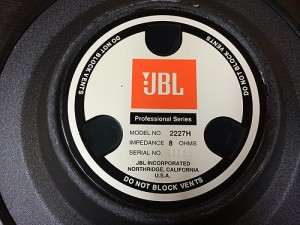 DO NOT BLOCK VENTS
DO NOT BLOCK VENTS
JBL
Professional Series
MODEL NO. 2227H
IMPEDANCE 8 OHMS
SERIAL NO.
JBL INCORPORATED
NORTHRIDGE, CALIFORNIA
U.S.A.
DO NOT BLOCK VENTS